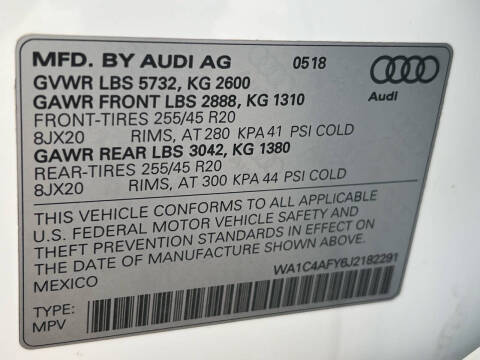 MFD. BY AUDI AG 0518
GVWR LBS 5732, KG 2600
GAWR FRONT LBS 2888, KG 1310
FRONT-TIRES 255/45 R20
8JX20 RIMS, AT 280 KPA 41 PSI COLD
GAWR REAR LBS 3042, KG 1380
REAR-TIRES 255/45 R20
8JX20 RIMS, AT 300 KPA 44 PSI COLD
Audi
THIS VEHICLE CONFORMS TO ALL APPLICABLE
U.S. FEDERAL MOTOR VEHICLE SAFETY AND
THEFT PREVENTION STANDARDS IN EFFECT ON
THE DATE OF MANUFACTURE SHOWN ABOVE.
MEXICO WA1C4AFY6J2182291
TYPE:
MPV